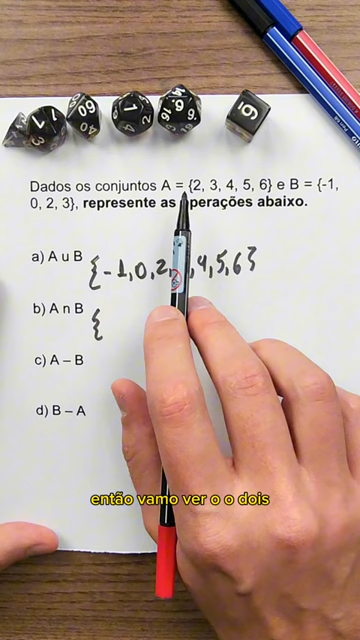 Dados os conjuntos A = {2, 3, 4, 5, 6} e B = {-1,
0, 2, 3}, represente as operações abaixo.
a) A u B {-1,0,2, ,4,5,6}
b) A n B {
c) A – B
d) B – A
então vamo ver o o dois